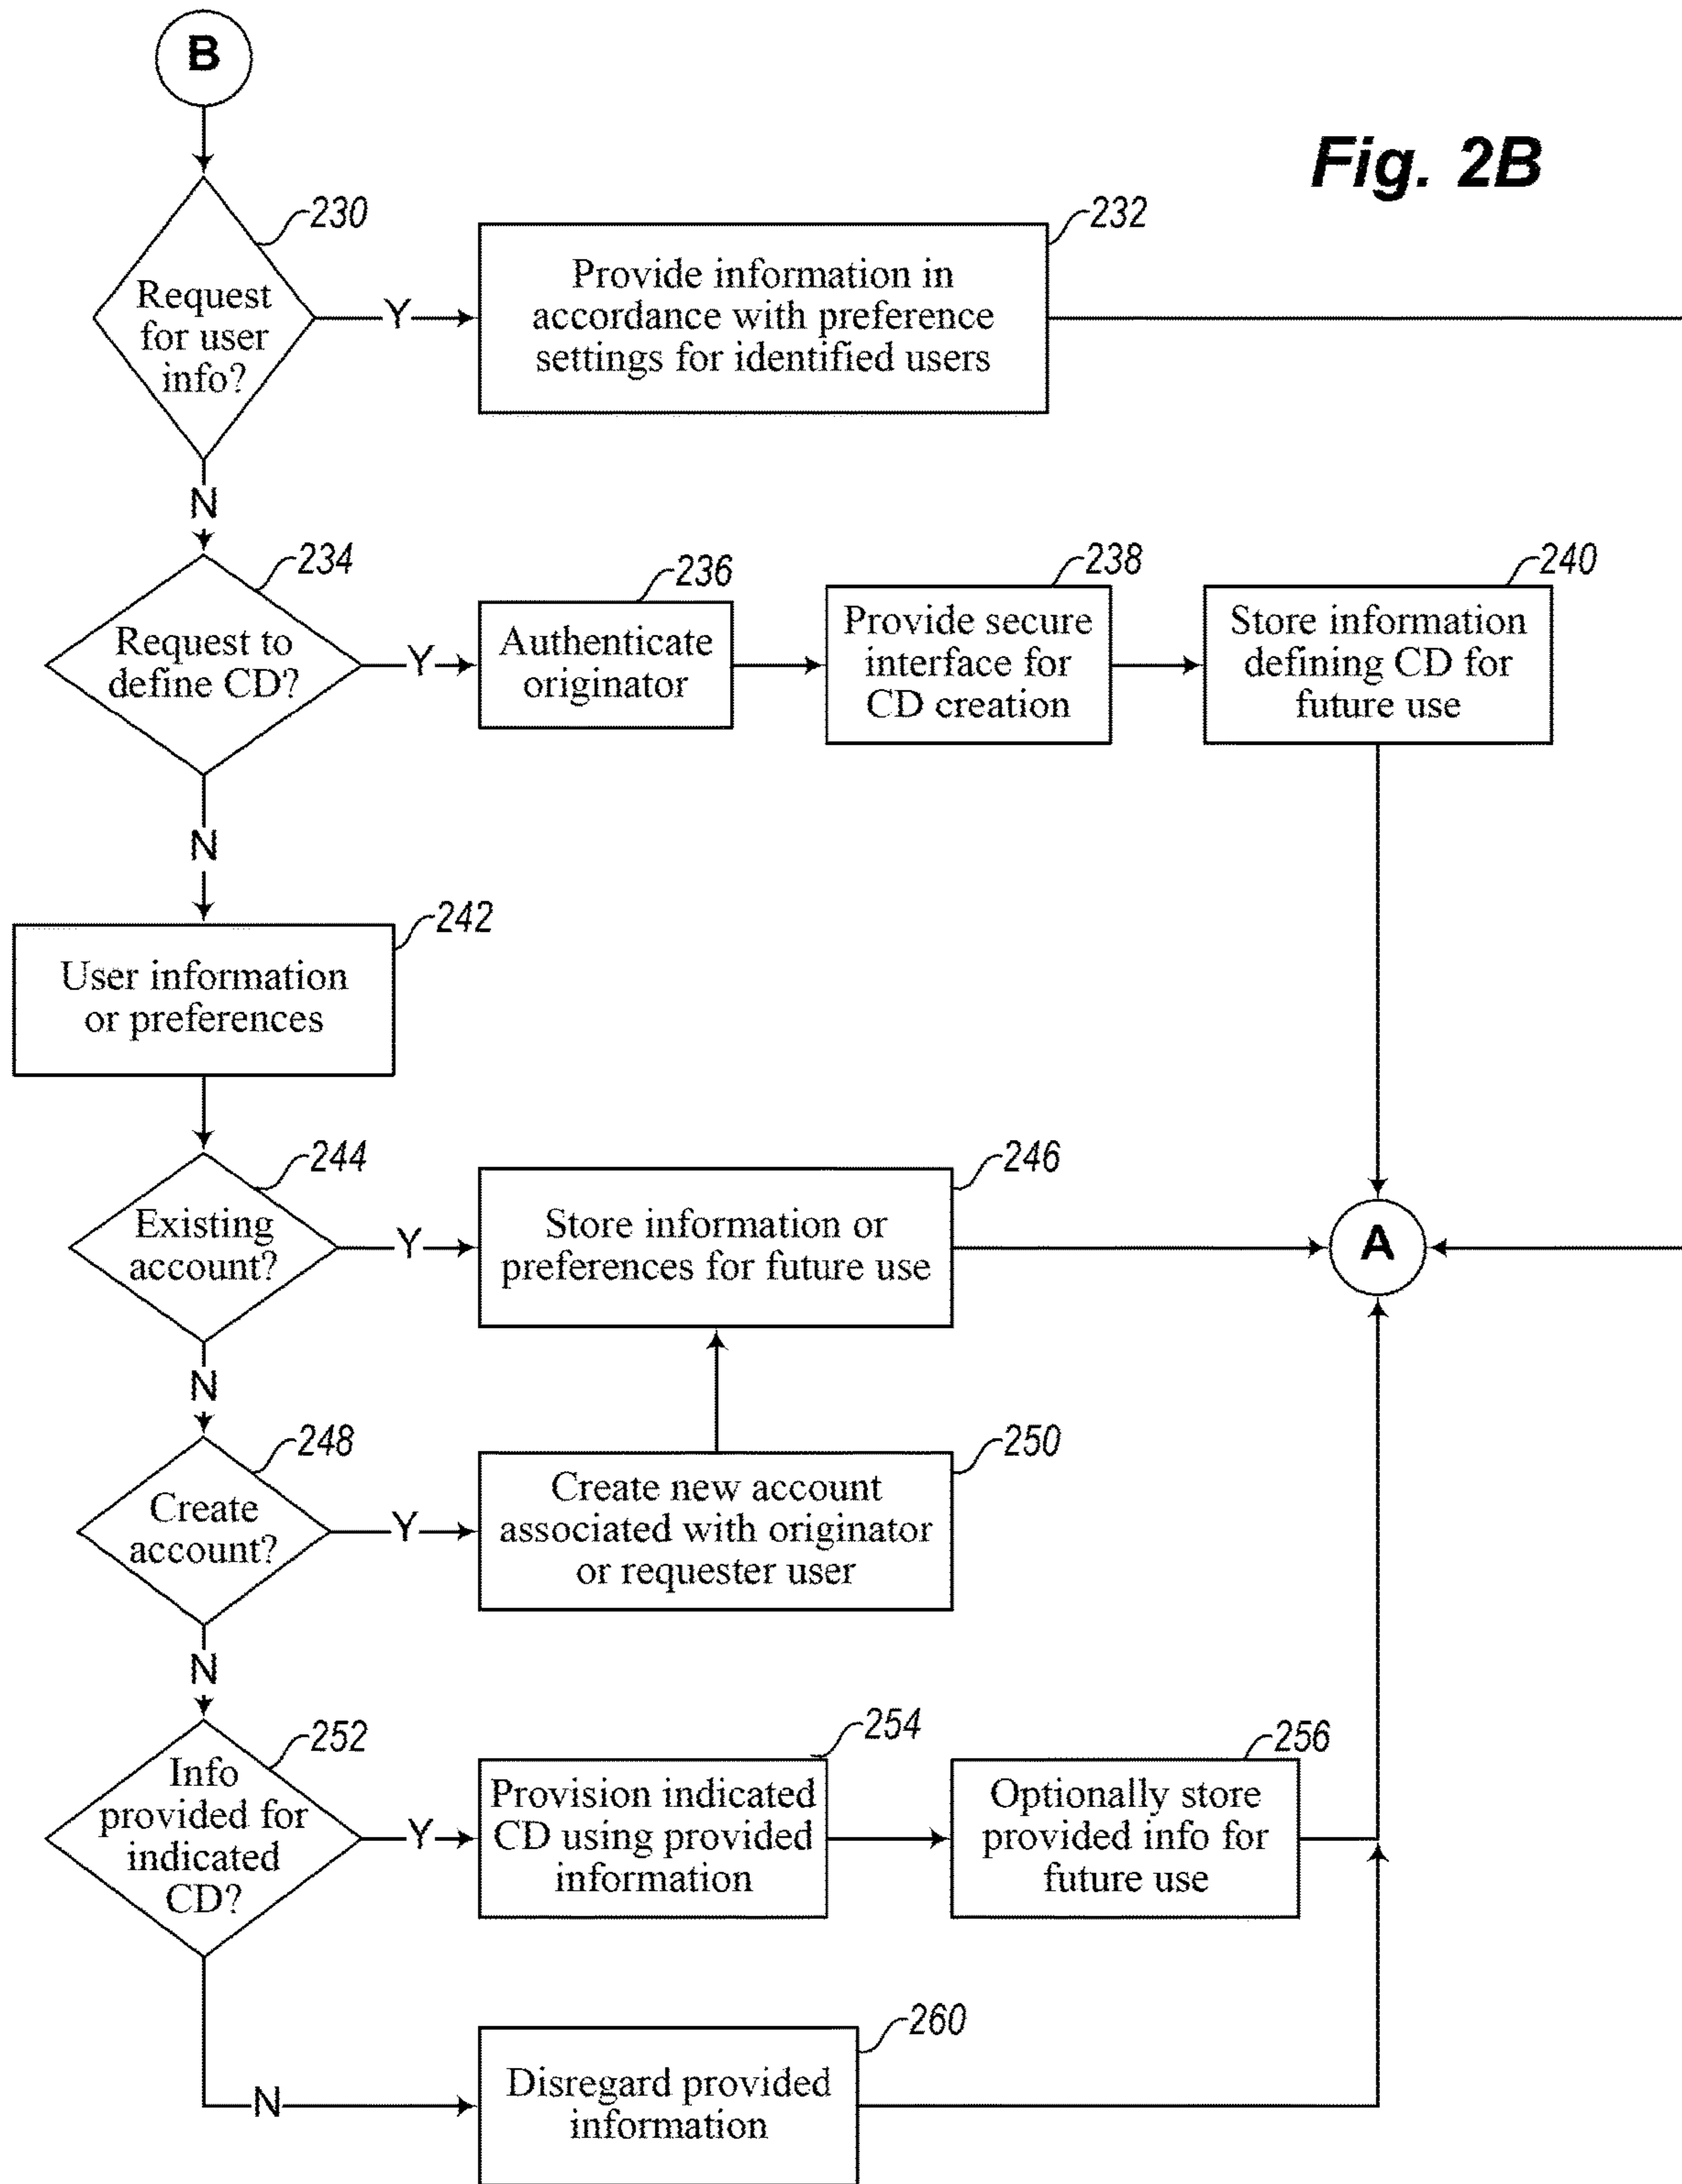 B
Fig. 2B
230
Request
for user
info?
Y
232
Provide information in
accordance with preference
settings for identified users
N
234
Request to
define CD?
Y
236
Authenticate
originator
238
Provide secure
interface for
CD creation
240
Store information
defining CD for
future use
N
242
User information
or preferences
244
Existing
account?
Y
246
Store information or
preferences for future use
A
N
248
Create
account?
Y
250
Create new account
associated with originator
or requester user
N
252
Info
provided for
indicated
CD?
Y
254
Provision indicated
CD using provided
information
256
Optionally store
provided info for
future use
N
260
Disregard provided
information